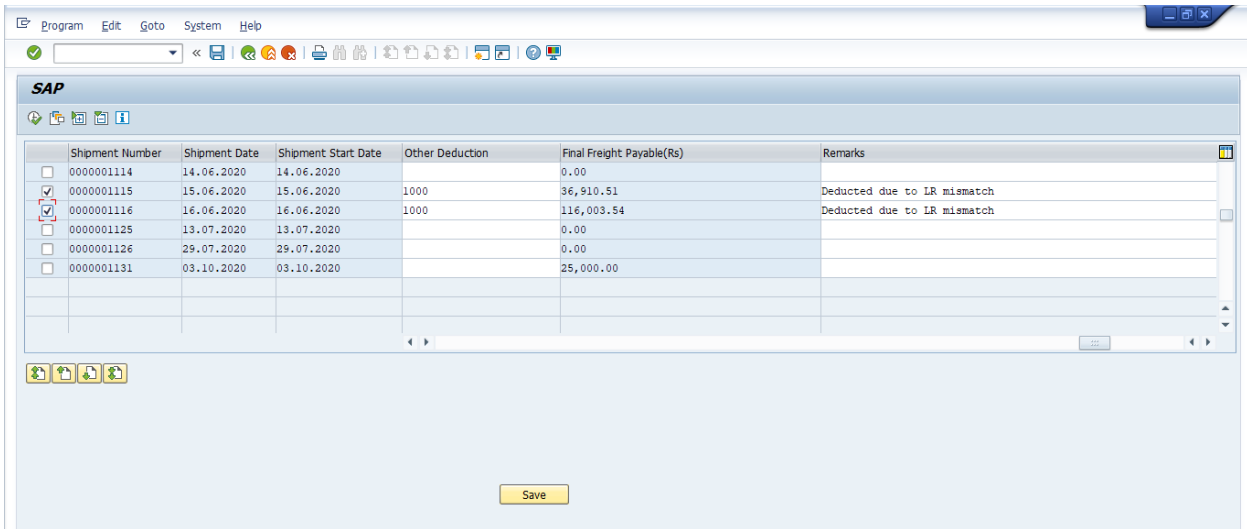 Program Edit Goto System Help
SAP
Shipment Number Shipment Date Shipment Start Date Other Deduction Final Freight Payable(Rs) Remarks
0000001114 14.06.2020 14.06.2020 0.00
0000001115 15.06.2020 15.06.2020 1000 36,910.51 Deducted due to LR mismatch
0000001116 16.06.2020 16.06.2020 1000 116,003.54 Deducted due to LR mismatch
0000001125 13.07.2020 13.07.2020 0.00
0000001126 29.07.2020 29.07.2020 0.00
0000001131 03.10.2020 03.10.2020 25,000.00
Save